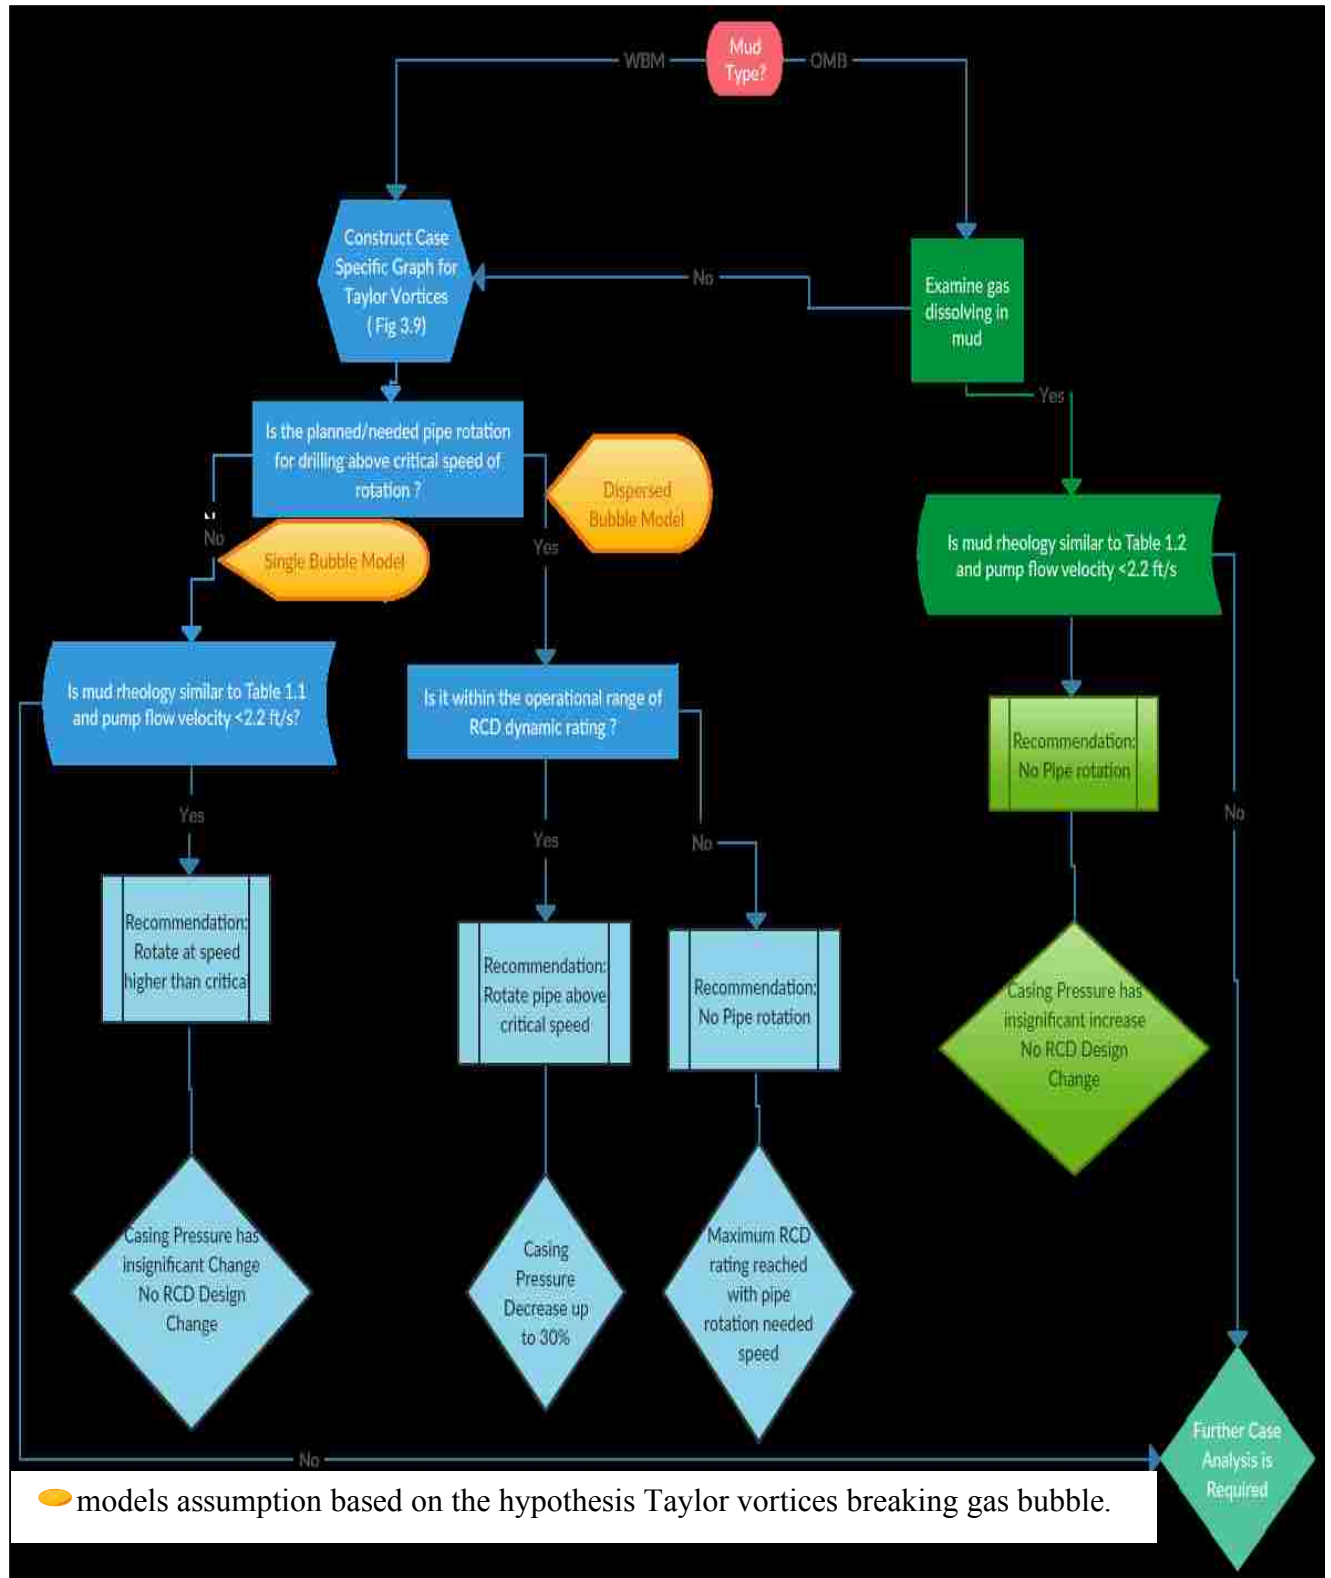 Mud
Type?
WBM
OMB
Construct Case
Specific Graph for
Taylor Vortices
( Fig 3.9)
No
Examine gas
dissolving in
mud
Yes
Is the planned/needed pipe rotation
for drilling above critical speed of
rotation ?
Dispersed
Bubble Model
No
Single Bubble Model
Yes
Is mud rheology similar to Table 1.2
and pump flow velocity <2.2 ft/s
Is mud rheology similar to Table 1.1
and pump flow velocity <2.2 ft/s?
Is it within the operational range of
RCD dynamic rating ?
Recommendation:
No Pipe rotation
No
Yes
Yes
No
Recommendation:
Rotate at speed
higher than critical
Recommendation:
Rotate pipe above
critical speed
Recommendation:
No Pipe rotation
Casing Pressure has
insignificant increase
No RCD Design
Change
Casing Pressure has
insignificant Change
No RCD Design
Change
Casing
Pressure
Decrease up
to 30%
Maximum RCD
rating reached
with pipe
rotation needed
speed
No
Further Case
Analysis is
Required
models assumption based on the hypothesis Taylor vortices breaking gas bubble.